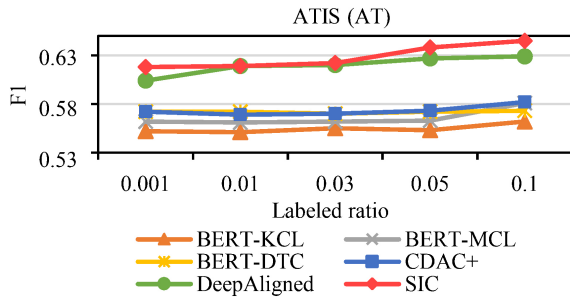 ATIS (AT)
0.63
0.58
0.53
F1
0.001 0.01 0.03 0.05 0.1
Labeled ratio
BERT-KCL BERT-MCL
BERT-DTC CDAC+
DeepAligned SIC